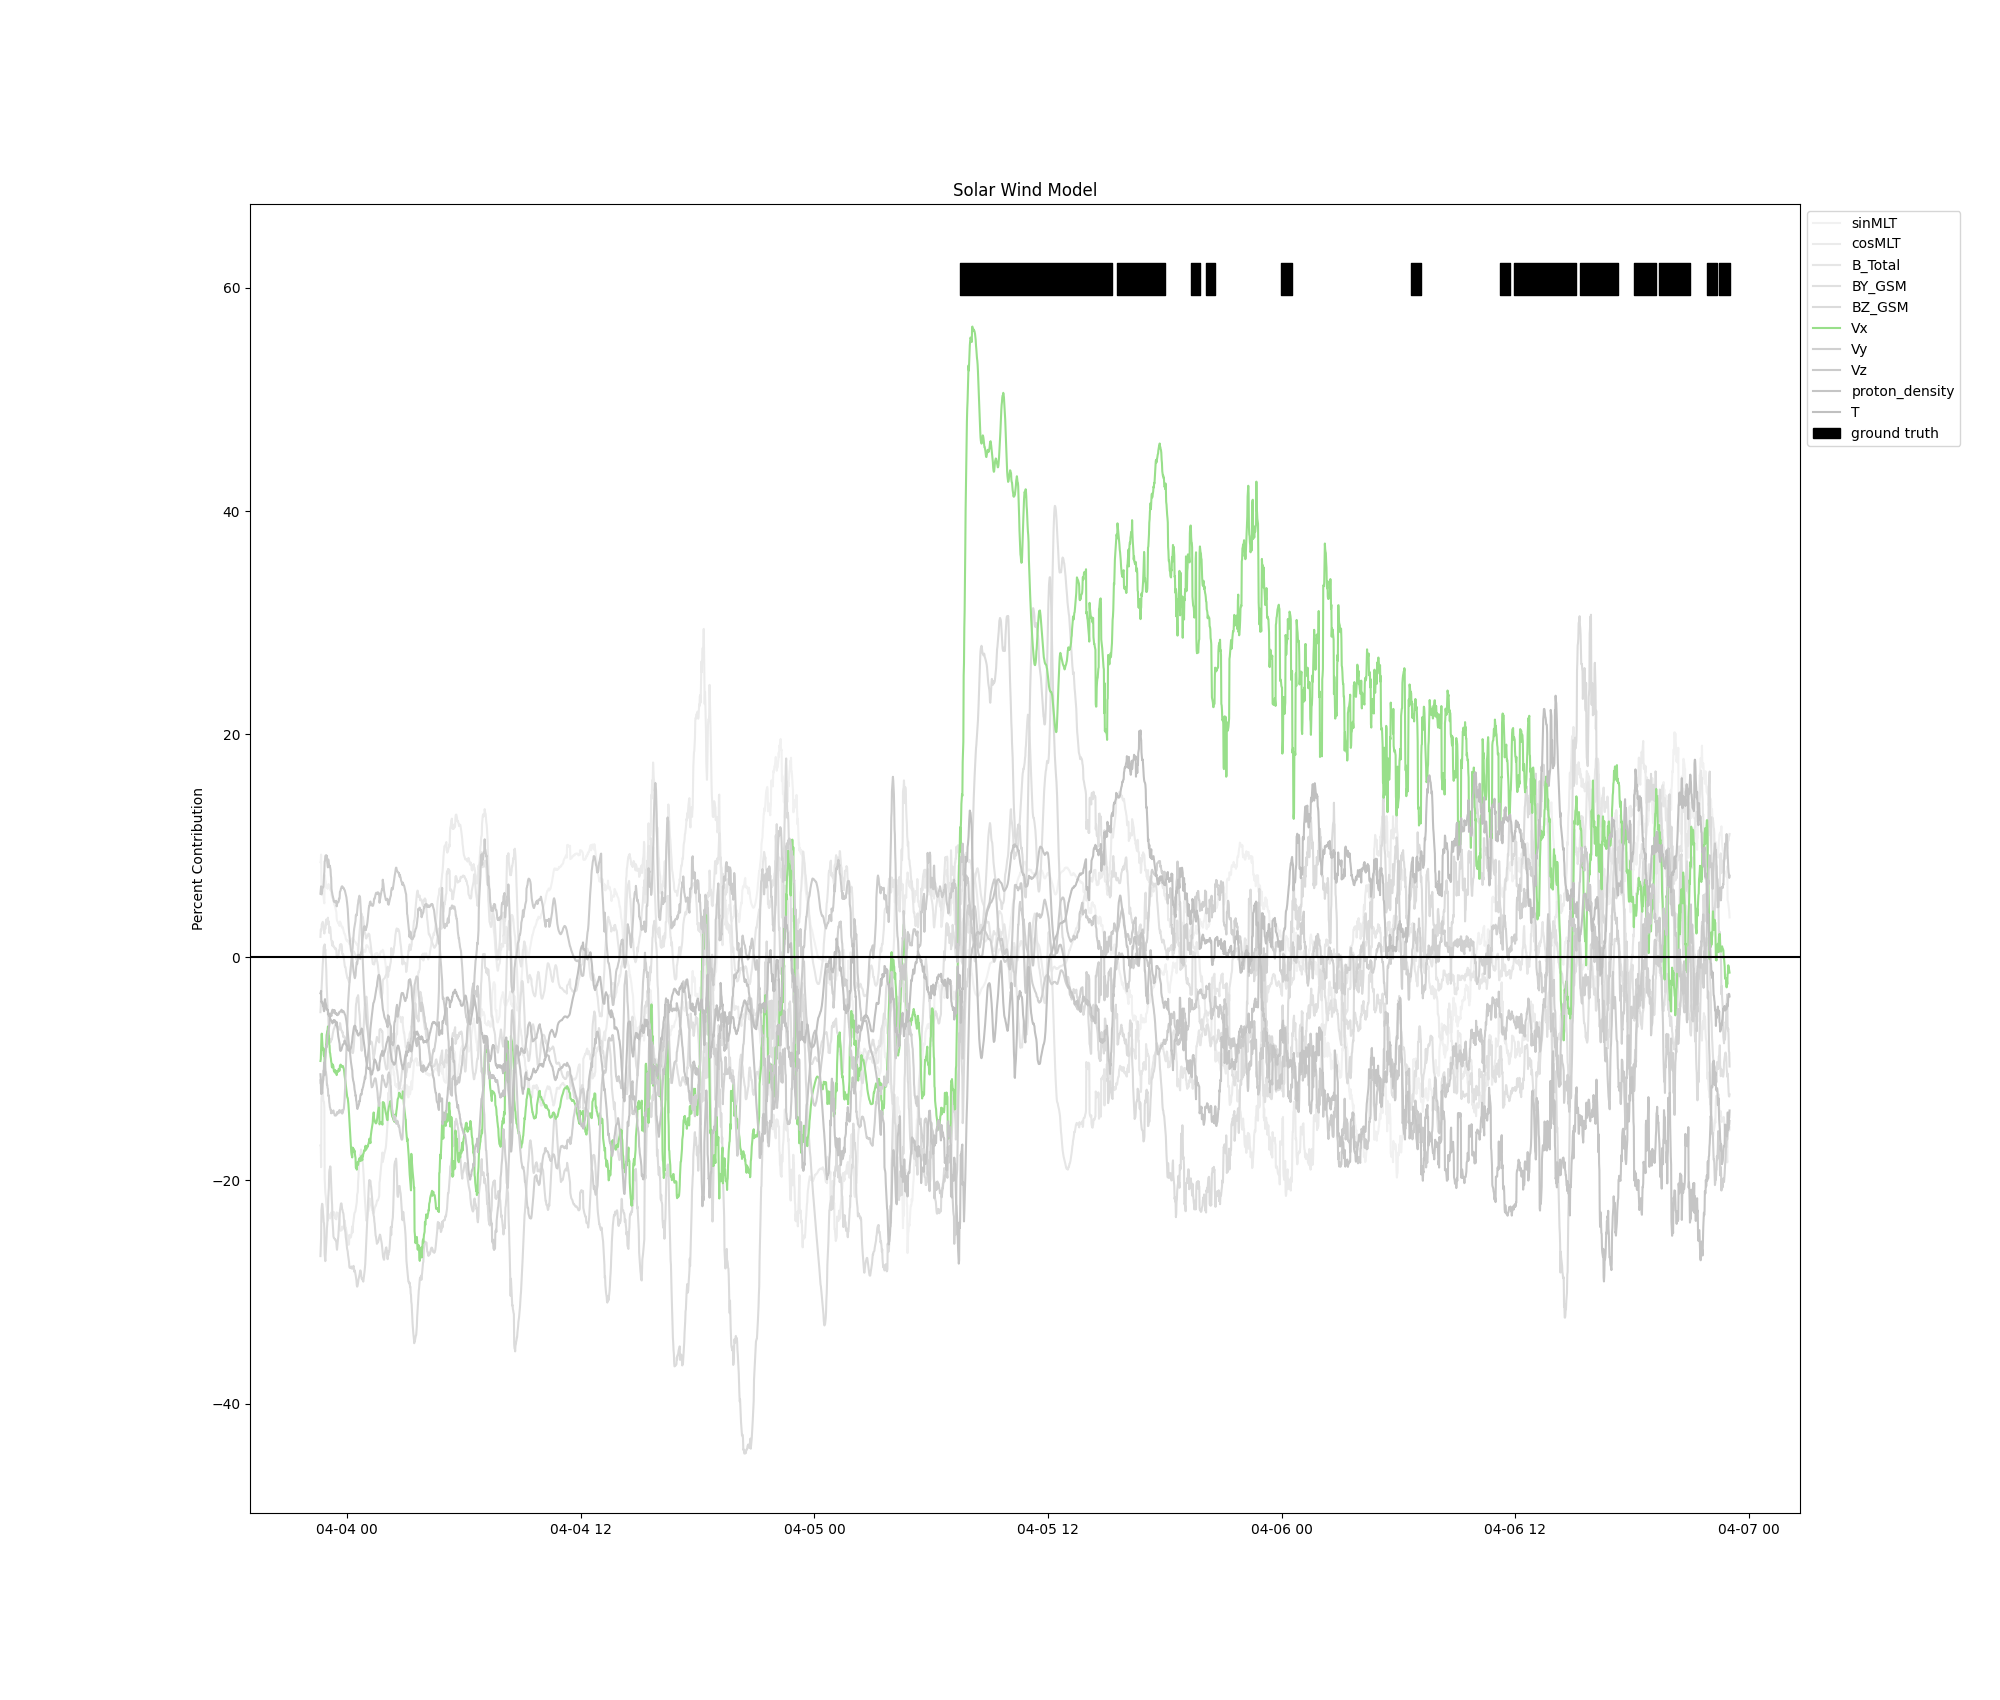 Solar Wind Model
sinMLT
cosMLT
B_Total
BY_GSM
BZ_GSM
Vx
Vy
Vz
proton_density
T
ground truth
Percent Contribution
60
40
20
0
−20
−40
04-04 00
04-04 12
04-05 00
04-05 12
04-06 00
04-06 12
04-07 00